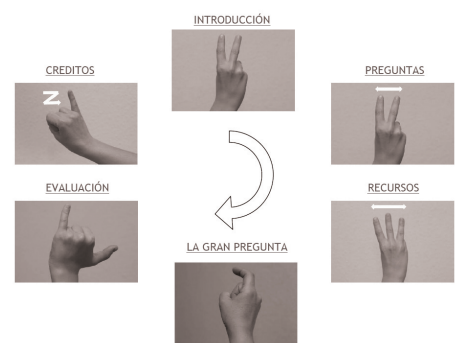 INTRODUCCIÓN
CREDITOS
PREGUNTAS
EVALUACIÓN
RECURSOS
LA GRAN PREGUNTA